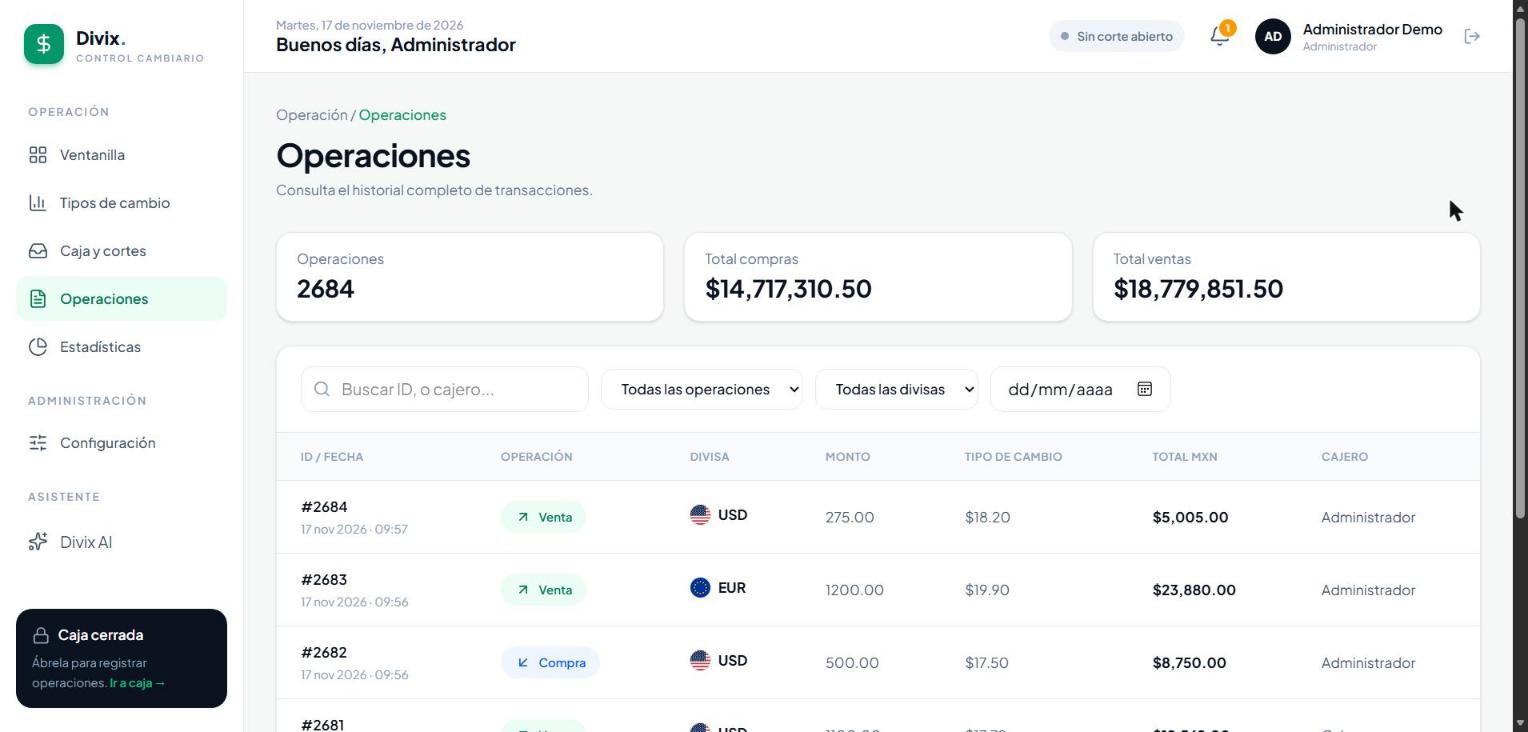 Divix.
CONTROL CAMBIARIO
OPERACIÓN
Ventanilla
Tipos de cambio
Caja y cortes
Operaciones
Estadísticas
ADMINISTRACIÓN
Configuración
ASISTENTE
Divix AI
Caja cerrada
Ábrela para registrar
operaciones. Ir a caja →
Martes, 17 de noviembre de 2026
Buenos días, Administrador
Sin corte abierto
1
AD
Administrador Demo
Administrador
Operación / Operaciones
Operaciones
Consulta el historial completo de transacciones.
Operaciones
2684
Total compras
$14,717,310.50
Total ventas
$18,779,851.50
Buscar ID, o cajero...
Todas las operaciones
Todas las divisas
dd/mm/aaaa
ID / FECHA OPERACIÓN DIVISA MONTO TIPO DE CAMBIO TOTAL MXN CAJERO
#2684
17 nov 2026 · 09:57
Venta USD 275.00 $18.20 $5,005.00 Administrador
#2683
17 nov 2026 · 09:56
Venta EUR 1200.00 $19.90 $23,880.00 Administrador
#2682
17 nov 2026 · 09:56
Compra USD 500.00 $17.50 $8,750.00 Administrador
#2681
USD